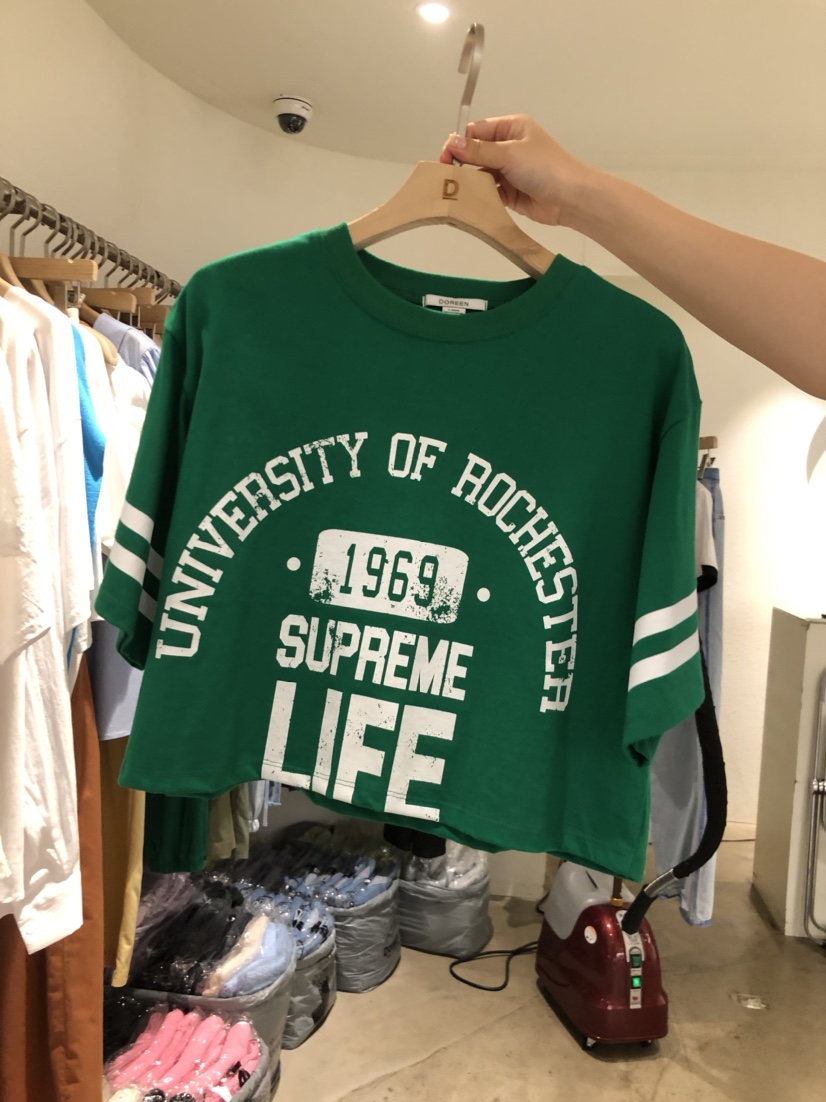 D
DOREEN
UNIVERSITY OF ROCHESTER
1969
SUPREME
LIFE